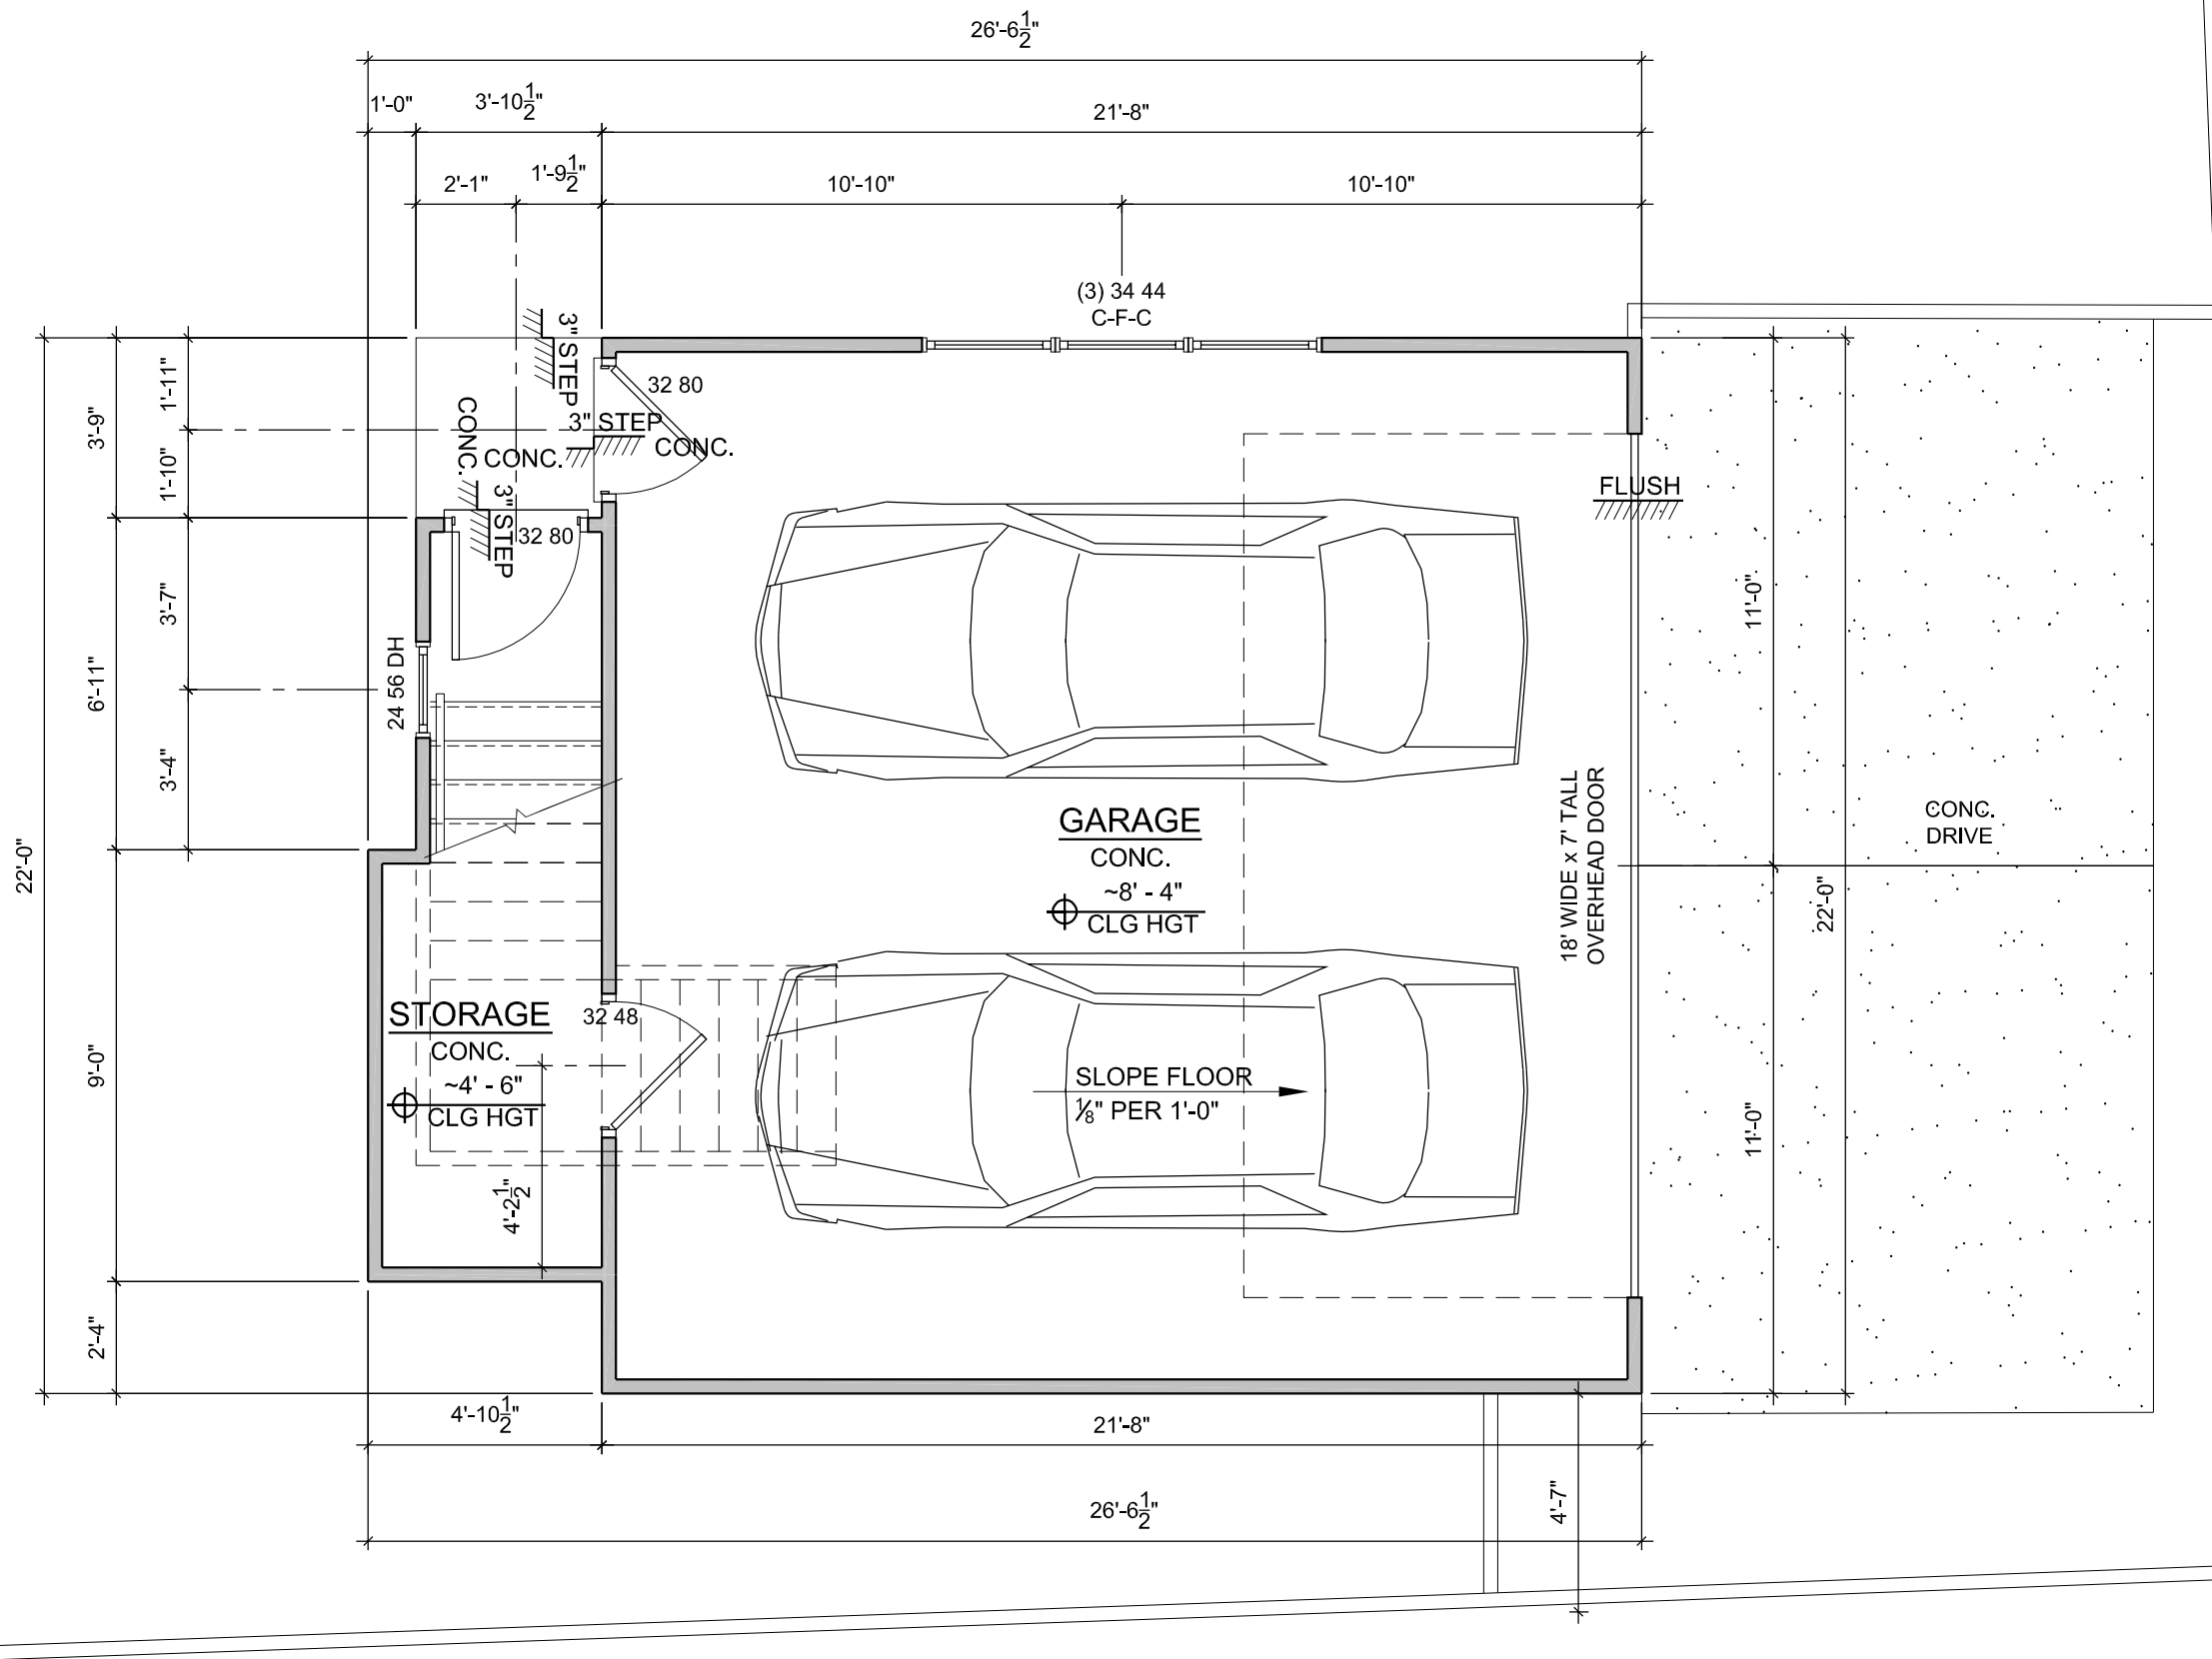 26'-6 1/2"
1'-0"
3'-10 1/2"
21'-8"
2'-1"
1'-9 1/2"
10'-10"
10'-10"
(3) 34 44
C-F-C
3" STEP
32 80
3" STEP
CONC.
CONC.
CONC.
3" STEP
32 80
FLUSH
1'-11"
3'-9"
1'-10"
3'-7"
6'-11"
3'-4"
22'-0"
9'-0"
2'-4"
24 56 DH
GARAGE
CONC.
~8' - 4"
CLG HGT
18' WIDE x 7' TALL
OVERHEAD DOOR
11'-0"
22'-0"
11'-0"
CONC.
DRIVE
STORAGE
CONC.
~4' - 6"
CLG HGT
32 48
4'-2 1/2"
SLOPE FLOOR
⅛" PER 1'-0"
4'-10 1/2"
21'-8"
26'-6 1/2"
4'-7"